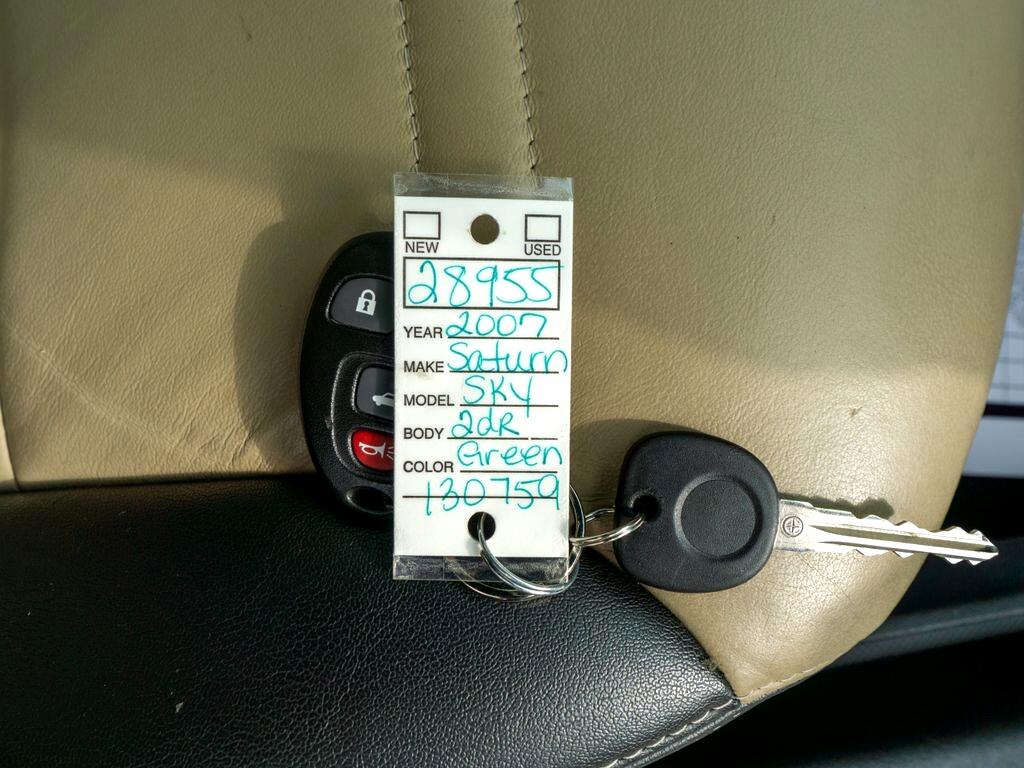 NEW USED
28955
YEAR 2007
MAKE Saturn
MODEL SKY
BODY 2dR
COLOR Green
130759